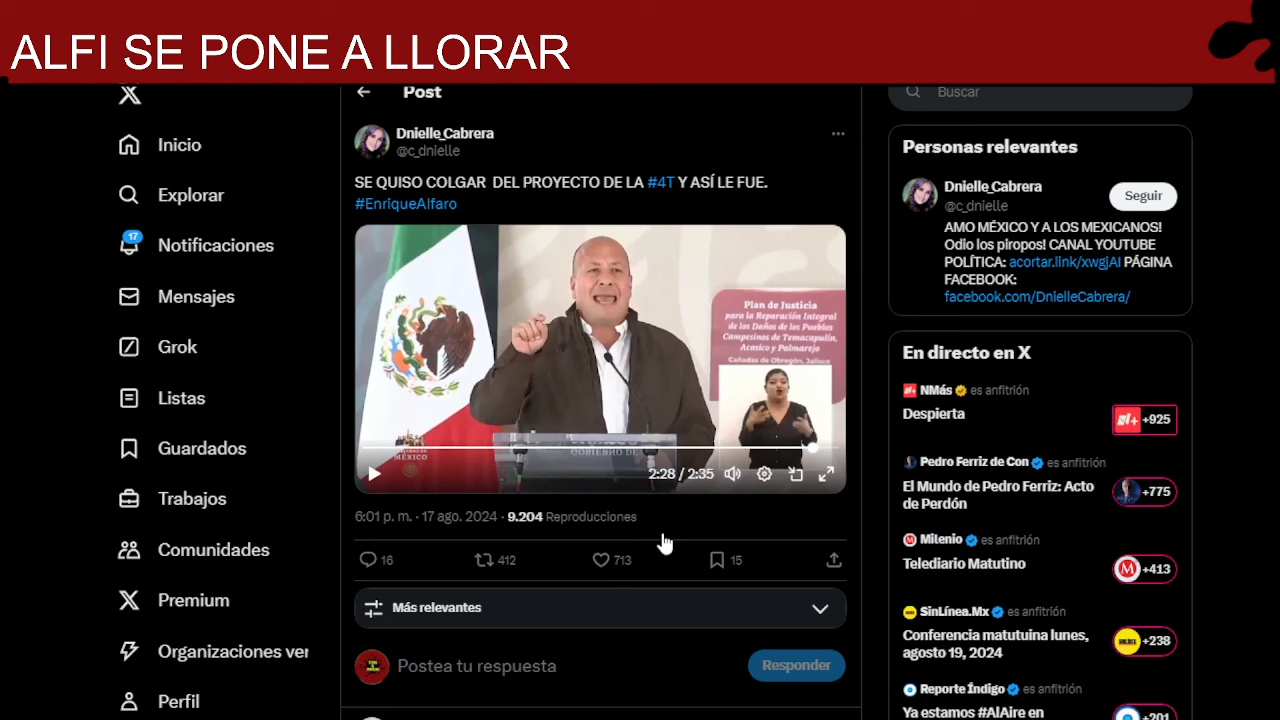 ALFI SE PONE A LLORAR
Post
Buscar
Inicio
Explorar
17
Notificaciones
Mensajes
Grok
Listas
Guardados
Trabajos
Comunidades
Premium
Organizaciones ver
Perfil
Dnielle_Cabrera
@c_dnielle
SE QUISO COLGAR DEL PROYECTO DE LA #4T Y ASÍ LE FUE.
#EnriqueAlfaro
Plan de Justicia
para la Reparación Integral
de los Daños de los Pueblos
Campesinos de Temacapulín,
Acasico y Palmarejo
Cañadas de Obregón, Jalisco
GOBIERNO DE
MÉXICO
GOBIERNO DE
2:28 / 2:35
6:01 p. m. · 17 ago. 2024 · 9.204 Reproducciones
16
412
713
15
Más relevantes
Postea tu respuesta
Responder
Personas relevantes
Dnielle_Cabrera
@c_dnielle
Seguir
AMO MÉXICO Y A LOS MEXICANOS!
Odio los piropos! CANAL YOUTUBE
POLÍTICA: acortar.link/xwgjAl PÁGINA
FACEBOOK:
facebook.com/DnielleCabrera/
En directo en X
NMás es anfitrión
Despierta
+925
Pedro Ferriz de Con es anfitrión
El Mundo de Pedro Ferriz: Acto
de Perdón
+775
Milenio es anfitrión
Telediario Matutino
+413
SinLínea.Mx es anfitrión
Conferencia matutuina lunes,
agosto 19, 2024
+238
Reporte Índigo es anfitrión
Ya estamos #AlAire en
+201